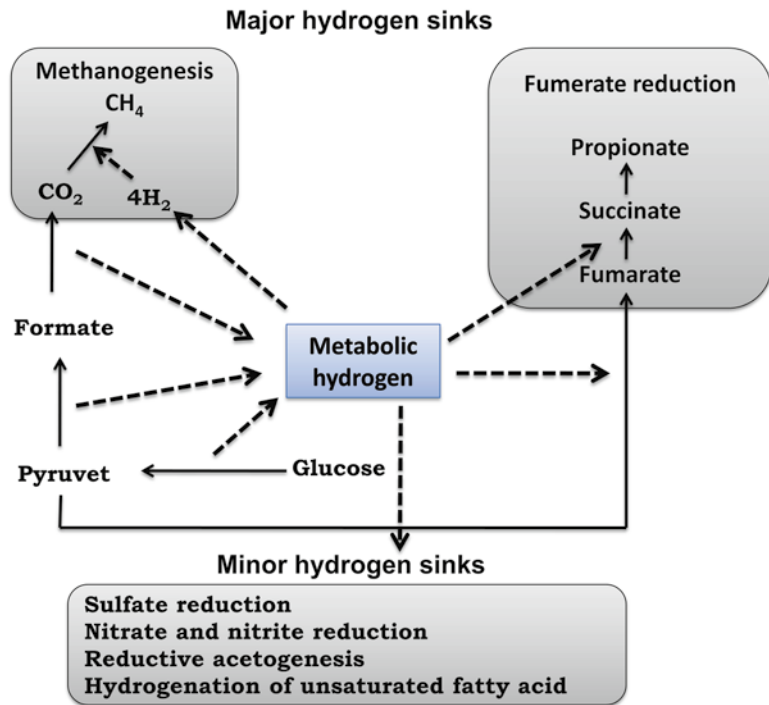 Major hydrogen sinks
Methanogenesis
CH₄
CO₂
4H₂
Fumerate reduction
Propionate
Succinate
Fumarate
Formate
Metabolic
hydrogen
Pyruvet
Glucose
Minor hydrogen sinks
Sulfate reduction
Nitrate and nitrite reduction
Reductive acetogenesis
Hydrogenation of unsaturated fatty acid